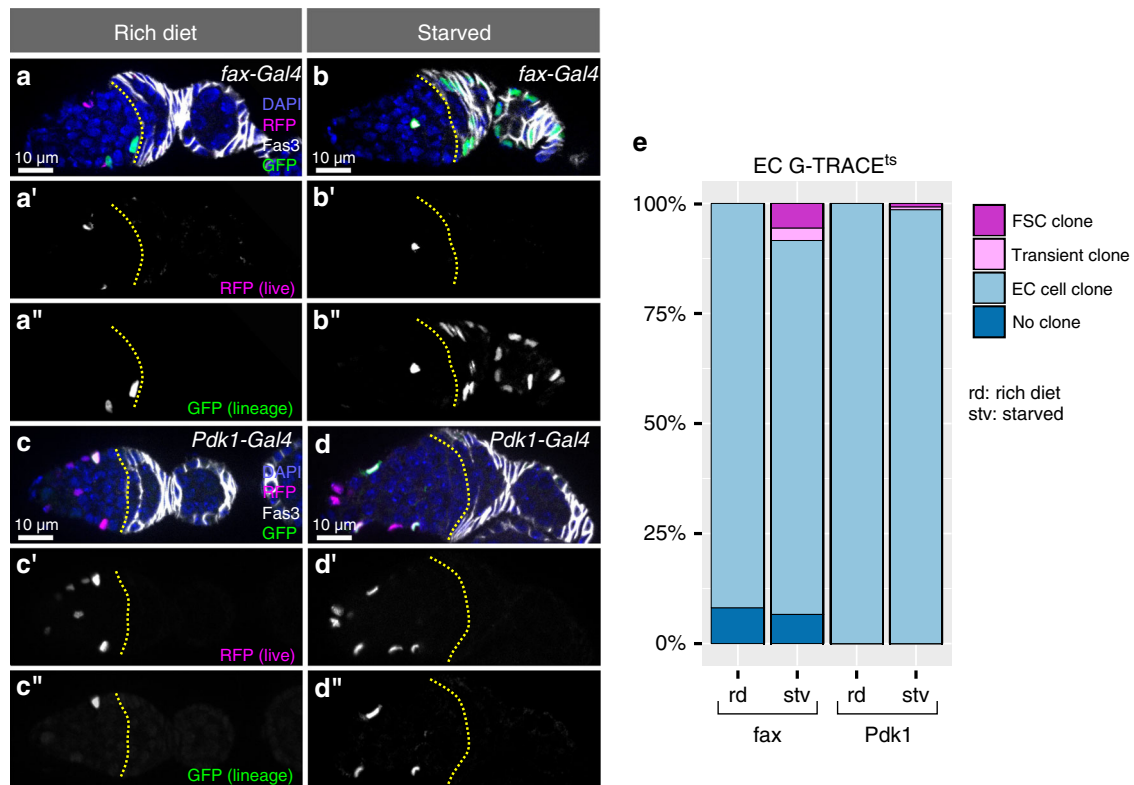 Rich diet
Starved
a
fax-Gal4
DAPI
RFP
Fas3
GFP
10 µm
b
fax-Gal4
10 µm
a'
RFP (live)
b'
a"
GFP (lineage)
b"
c
Pdk1-Gal4
DAPI
RFP
Fas3
GFP
10 µm
d
Pdk1-Gal4
10 µm
c'
RFP (live)
d'
c"
GFP (lineage)
d"
e
EC G-TRACEts
100%
75%
50%
25%
0%
rd
stv
rd
stv
fax
Pdk1
FSC clone
Transient clone
EC cell clone
No clone
rd: rich diet
stv: starved